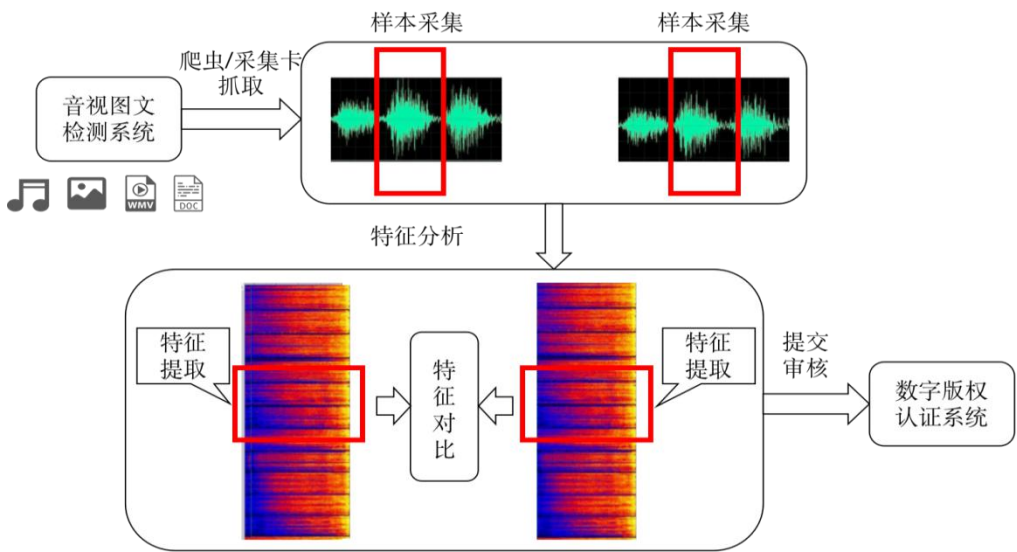 样本采集
样本采集
爬虫/采集卡
抓取
音视图文
检测系统
WMV
DOC
特征分析
特征
提取
特
征
对
比
特征
提取
提交
审核
数字版权
认证系统